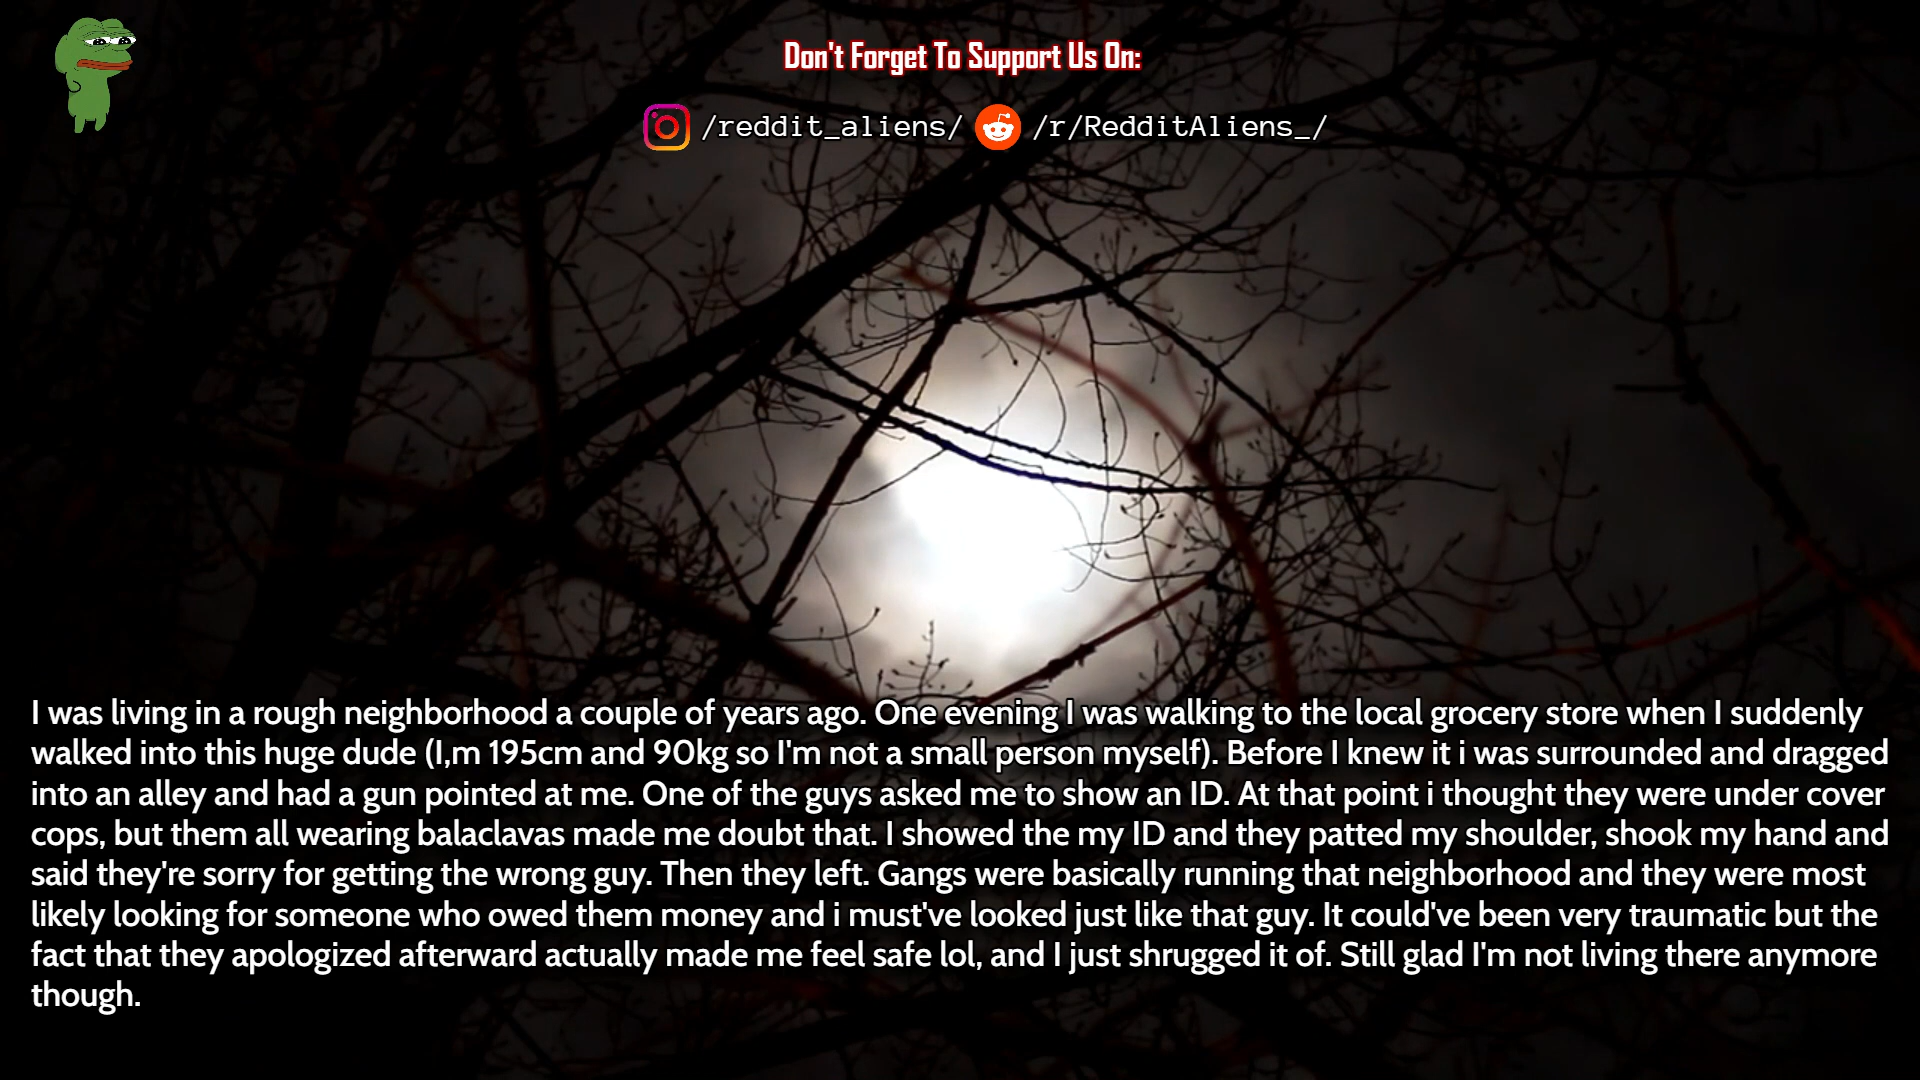 Don't Forget To Support Us On:
/reddit_aliens/ /r/RedditAliens_/
I was living in a rough neighborhood a couple of years ago. One evening I was walking to the local grocery store when I suddenly
walked into this huge dude (I,m 195cm and 90kg so I'm not a small person myself). Before I knew it i was surrounded and dragged
into an alley and had a gun pointed at me. One of the guys asked me to show an ID. At that point i thought they were under cover
cops, but them all wearing balaclavas made me doubt that. I showed the my ID and they patted my shoulder, shook my hand and
said they're sorry for getting the wrong guy. Then they left. Gangs were basically running that neighborhood and they were most
likely looking for someone who owed them money and i must've looked just like that guy. It could've been very traumatic but the
fact that they apologized afterward actually made me feel safe lol, and I just shrugged it of. Still glad I'm not living there anymore
though.